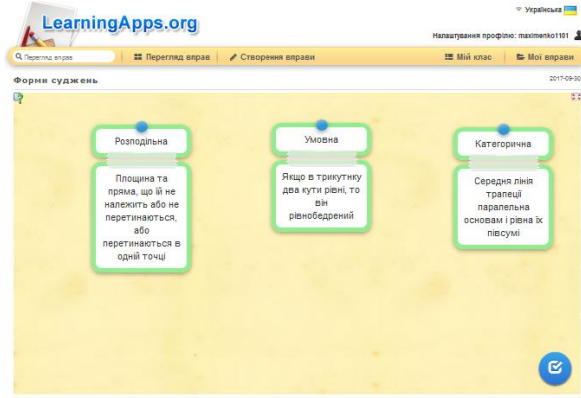 Українська
LearningApps.org
Налаштування профілю: maximenko1101
Перегляд вправ
Перегляд вправ
Створення вправи
Мій клас
Мої вправи
Форми суджень
2017-09-30
Розподільна
Площина та
пряма, що їй не
належить або не
перетинаються,
або
перетинаються в
одній точці
Умовна
Якщо в трикутнку
два кути рівні, то
він
рівнобедрений
Категорична
Середня лінія
трапеції
паралельна
основам і рівна їх
півсумі